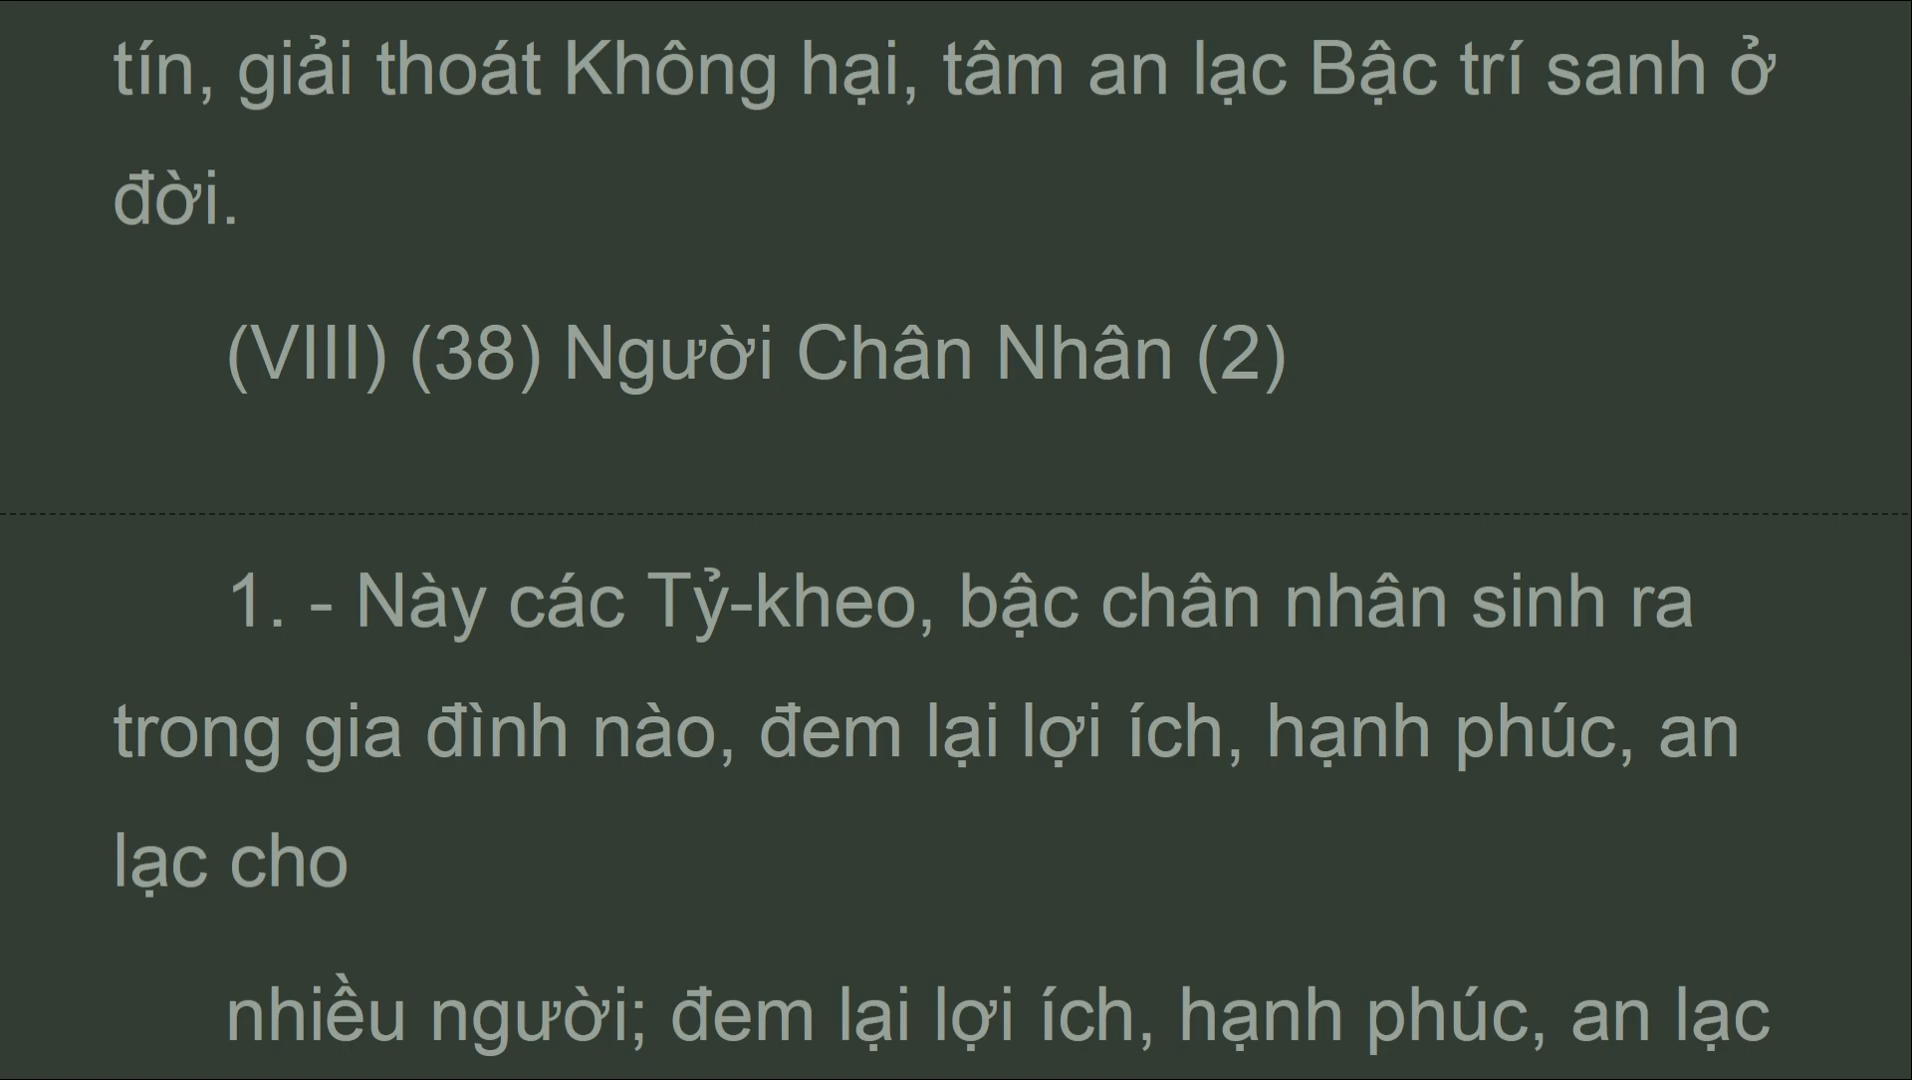 tín, giải thoát Không hại, tâm an lạc Bậc trí sanh ở
đời.
(VIII) (38) Người Chân Nhân (2)
1. - Này các Tỷ-kheo, bậc chân nhân sinh ra
trong gia đình nào, đem lại lợi ích, hạnh phúc, an
lạc cho
nhiều người; đem lại lợi ích, hạnh phúc, an lạc